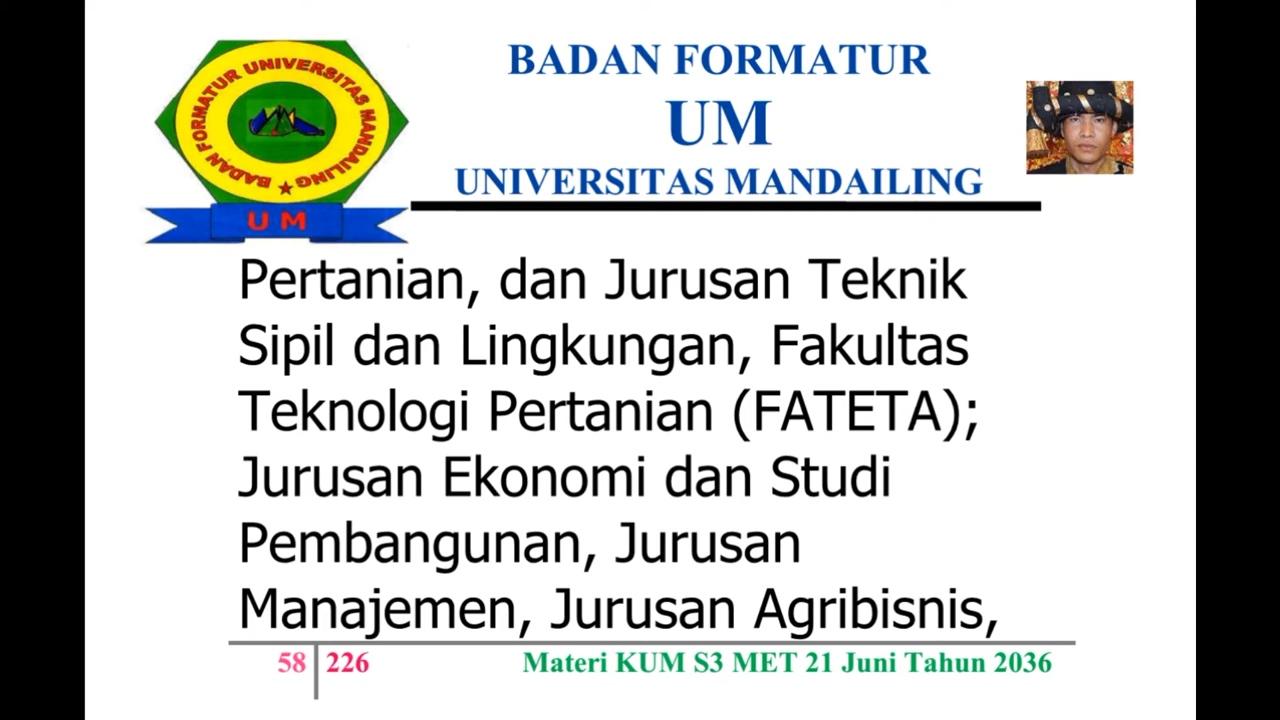 BADAN FORMATUR UNIVERSITAS MANDAILING
U M
BADAN FORMATUR
UM
UNIVERSITAS MANDAILING
Pertanian, dan Jurusan Teknik
Sipil dan Lingkungan, Fakultas
Teknologi Pertanian (FATETA);
Jurusan Ekonomi dan Studi
Pembangunan, Jurusan
Manajemen, Jurusan Agribisnis,
58 226 Materi KUM S3 MET 21 Juni Tahun 2036